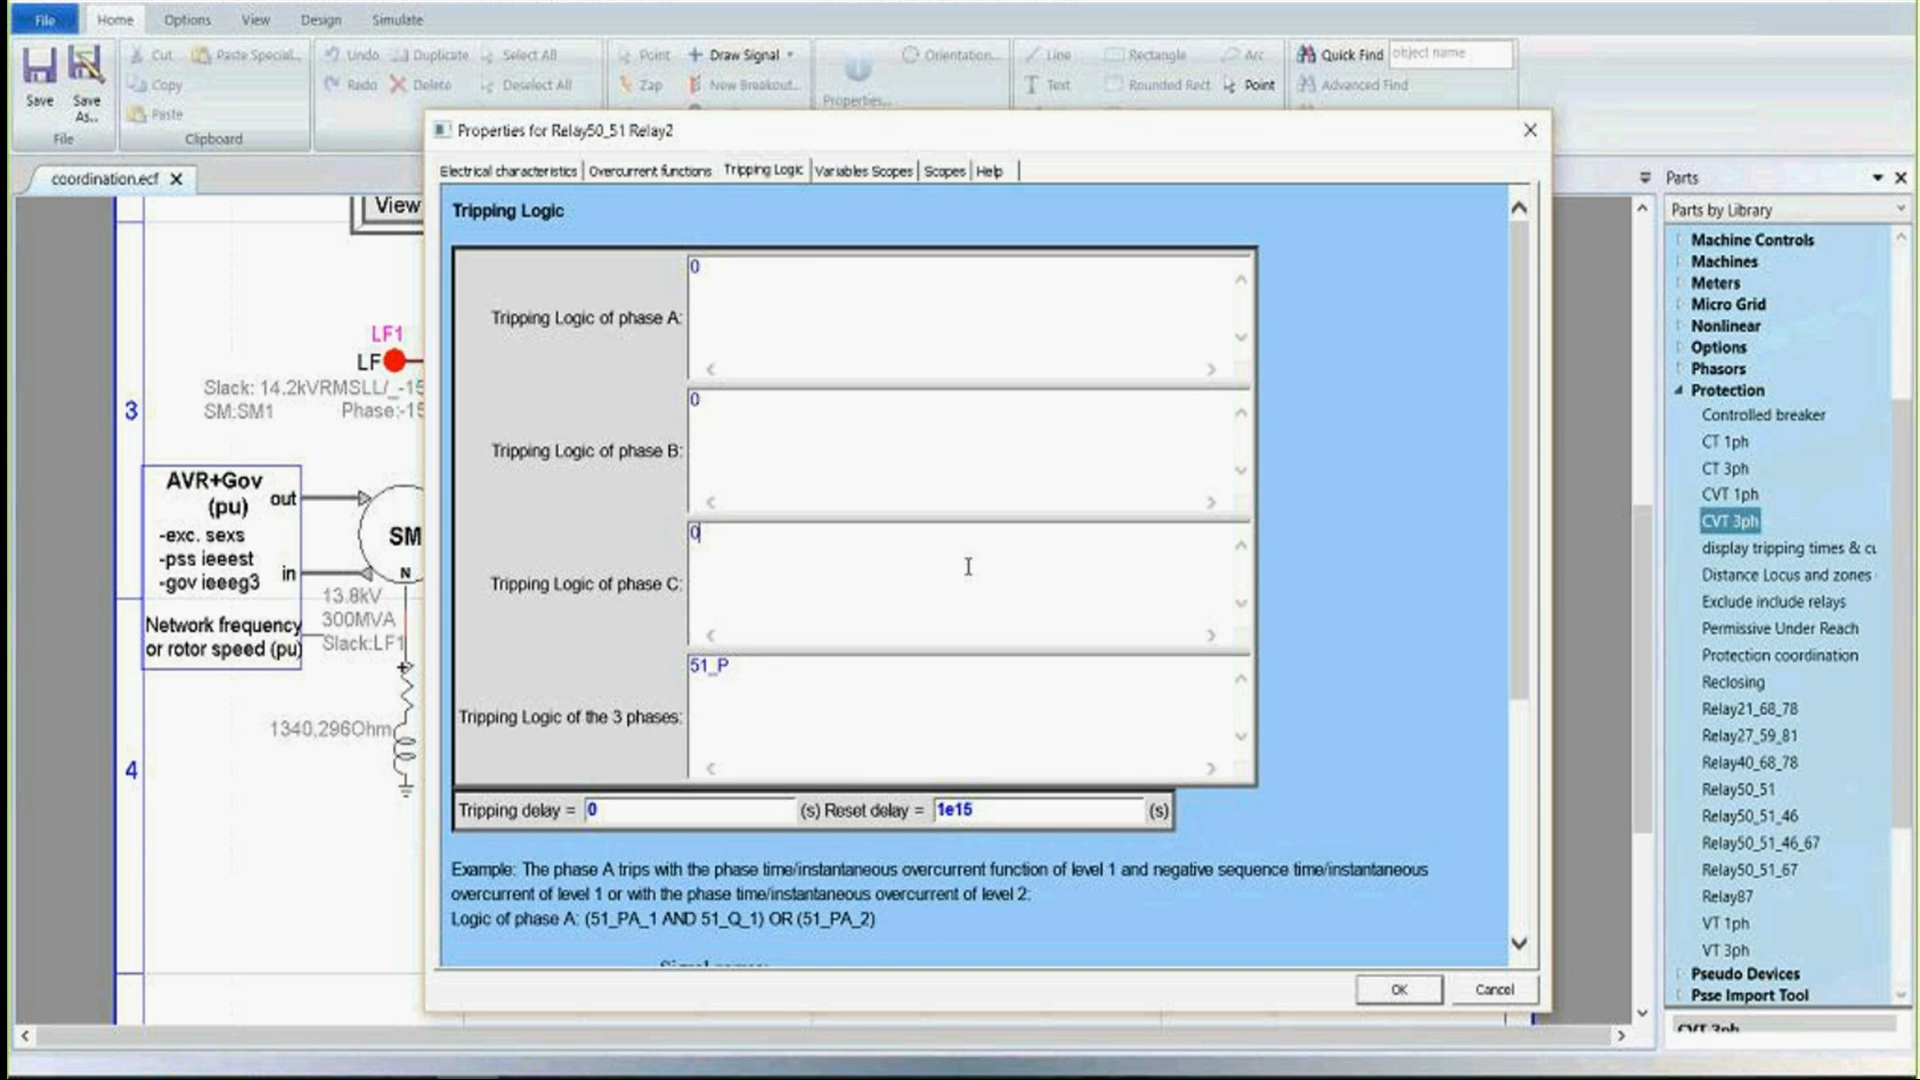 File Home Options View Design Simulate
Cut Paste Special... Undo Duplicate Select All Point Draw Signal Orientation... Line Rectangle Arc Quick Find object name
Save Save As.. Copy Redo Delete Deselect All Zap New Breakout... Properties... Text Rounded Rect Point Advanced Find
Paste
File Clipboard
coordination.ecf
View
LF1
LF
Slack: 14.2kVRMSLL/_-15
SM:SM1 Phase:-15
3
AVR+Gov
(pu)
out
-exc. sexs
-pss ieeest
-gov ieeeg3
in
SM
N
13.8kV
300MVA
Slack:LF1
Network frequency
or rotor speed (pu)
1340,296Ohm
4
Properties for Relay50_51 Relay2
Electrical characteristics Overcurrent functions Tripping Logic Variables Scopes Scopes Help
Tripping Logic
Tripping Logic of phase A: 0
Tripping Logic of phase B: 0
Tripping Logic of phase C: 0
Tripping Logic of the 3 phases: 51_P
Tripping delay = 0 (s) Reset delay = 1e15 (s)
Example: The phase A trips with the phase time/instantaneous overcurrent function of level 1 and negative sequence time/instantaneous
overcurrent of level 1 or with the phase time/instantaneous overcurrent of level 2:
Logic of phase A: (51_PA_1 AND 51_Q_1) OR (51_PA_2)
OK Cancel
Parts
Parts by Library
Machine Controls
Machines
Meters
Micro Grid
Nonlinear
Options
Phasors
Protection
Controlled breaker
CT 1ph
CT 3ph
CVT 1ph
CVT 3ph
display tripping times & cu
Distance Locus and zones
Exclude include relays
Permissive Under Reach
Protection coordination
Reclosing
Relay21_68_78
Relay27_59_81
Relay40_68_78
Relay50_51
Relay50_51_46
Relay50_51_46_67
Relay50_51_67
Relay87
VT 1ph
VT 3ph
Pseudo Devices
Psse Import Tool
CVT 3ph